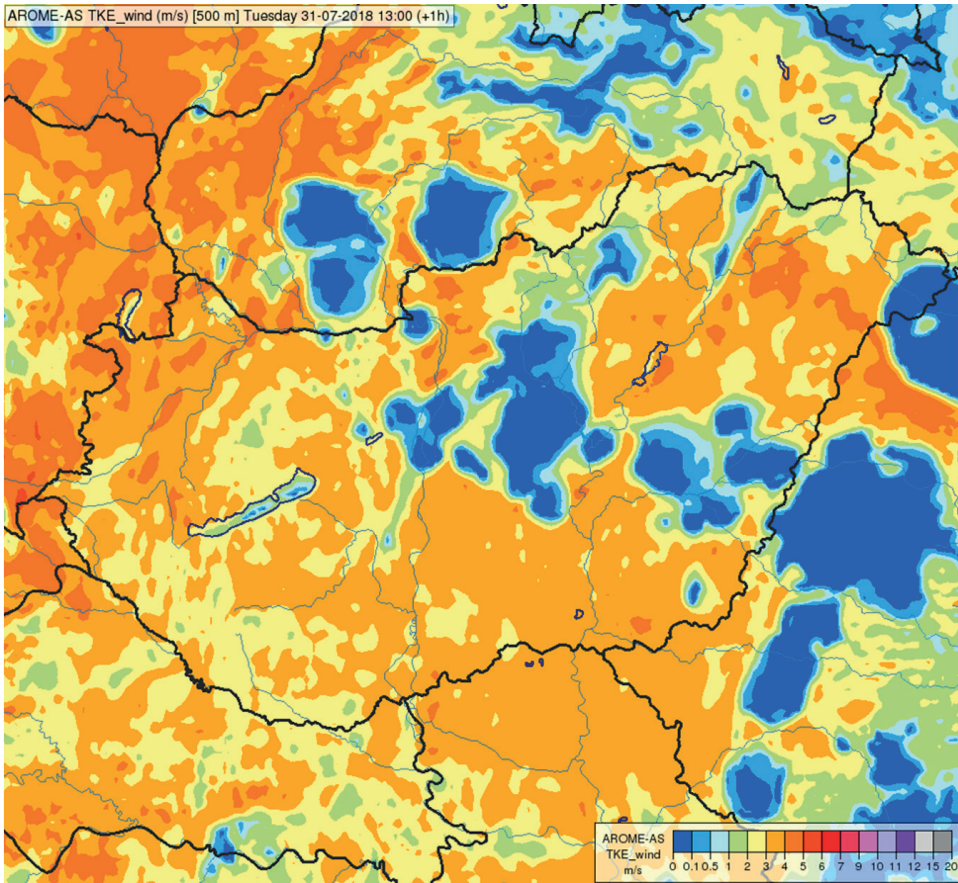 AROME-AS TKE_wind (m/s) [500 m] Tuesday 31-07-2018 13:00 (+1h)
AROME-AS
TKE_wind
m/s 0 0.1 0.5 1 2 3 4 5 6 7 9 10 11 12 15 20